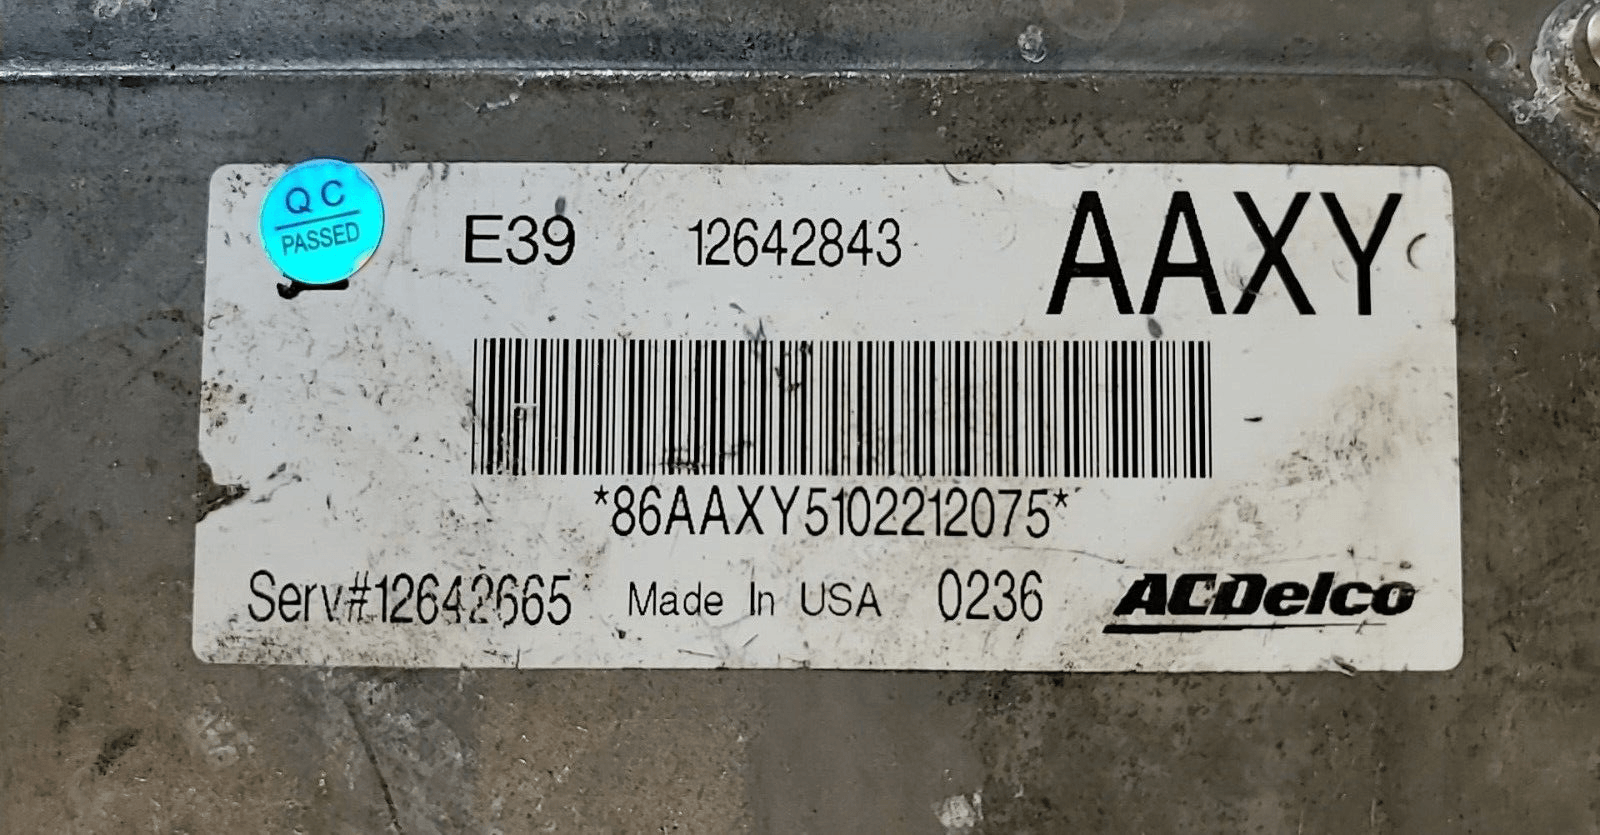 QC
PASSED
E39 12642843 AAXY
*86AAXY5102212075*
Serv#12642665 Made In USA 0236 ACDelco